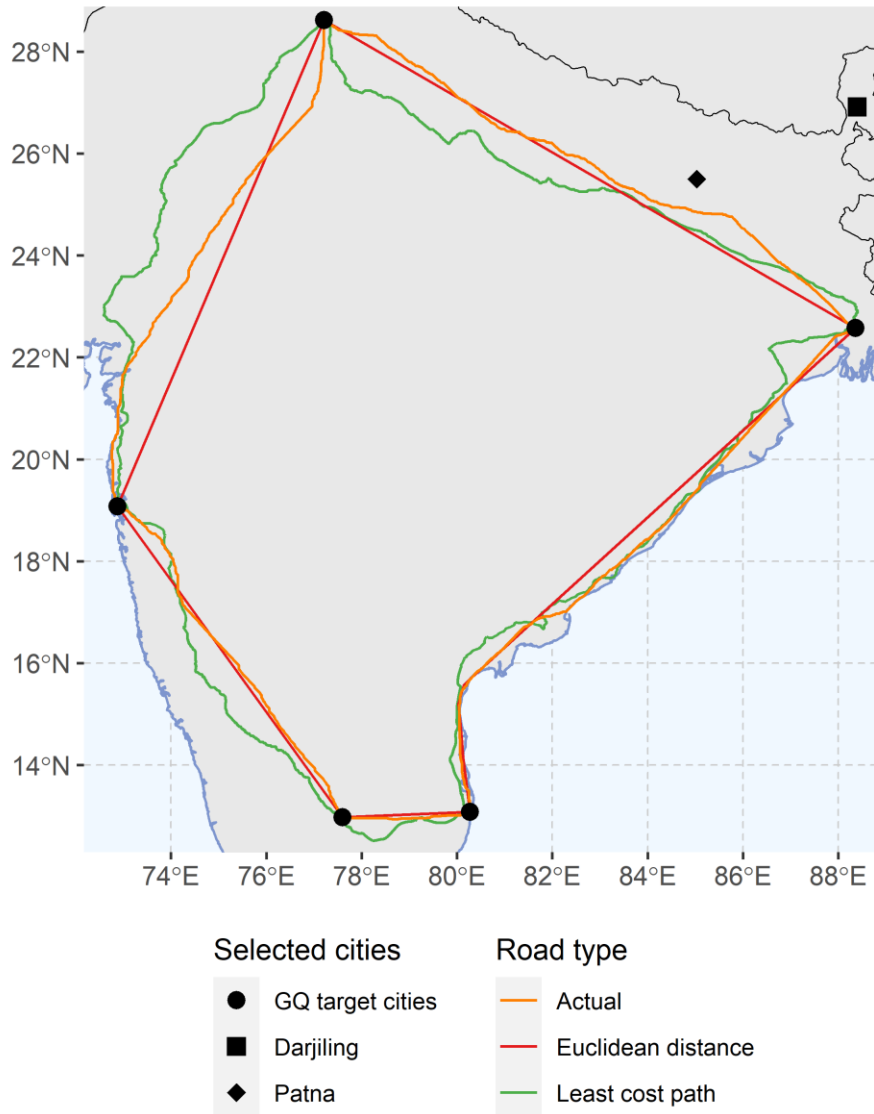 28°N
26°N
24°N
22°N
20°N
18°N
16°N
14°N
74°E 76°E 78°E 80°E 82°E 84°E 86°E 88°E
Selected cities
GQ target cities
Darjiling
Patna
Road type
Actual
Euclidean distance
Least cost path